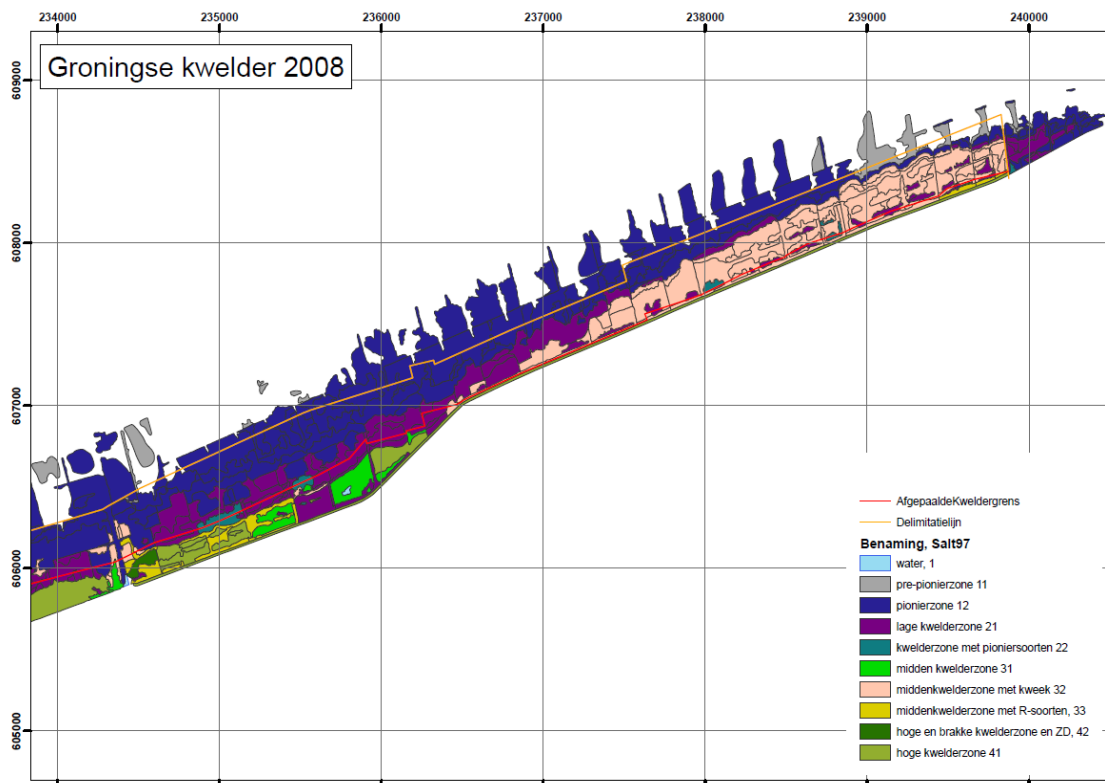 234000 235000 236000 237000 238000 239000 240000
Groningse kwelder 2008
609000
608000
607000
606000
605000
AfgepaaldeKweldergrens
Delimitatielijn
Benaming, Salt97
water, 1
pre-pionierzone 11
pionierzone 12
lage kwelderzone 21
kwelderzone met pioniersoorten 22
midden kwelderzone 31
middenkwelderzone met kweek 32
middenkwelderzone met R-soorten, 33
hoge en brakke kwelderzone en ZD, 42
hoge kwelderzone 41